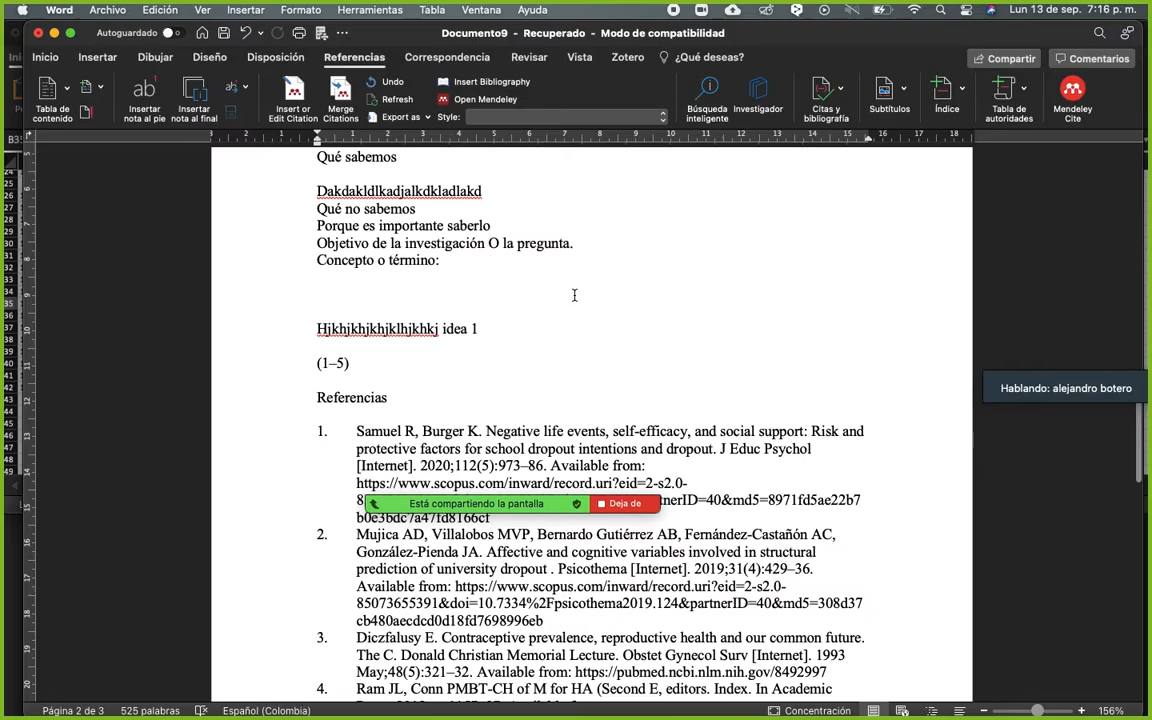 Word Archivo Edición Ver Insertar Formato Herramientas Tabla Ventana Ayuda Lun 13 de sep. 7:16 p. m.
Autoguardado Documento9 - Recuperado - Modo de compatibilidad
Inicio Insertar Dibujar Diseño Disposición Referencias Correspondencia Revisar Vista Zotero ¿Qué deseas? Compartir Comentarios
Tabla de contenido
Insertar nota al pie
Insertar nota al final
Insert or Edit Citation
Merge Citations
Undo
Refresh
Export as
Insert Bibliography
Open Mendeley
Style:
Búsqueda inteligente
Investigador
Citas y bibliografía
Subtítulos
Índice
Tabla de autoridades
Mendeley Cite
Qué sabemos
Dakdakldlkadjalkdkladlakd
Qué no sabemos
Porque es importante saberlo
Objetivo de la investigación O la pregunta.
Concepto o término:
Hjkhjkhjkhjklhjkhkj idea 1
(1–5)
Hablando: alejandro botero
Referencias
1. Samuel R, Burger K. Negative life events, self-efficacy, and social support: Risk and
protective factors for school dropout intentions and dropout. J Educ Psychol
[Internet]. 2020;112(5):973–86. Available from:
https://www.scopus.com/inward/record.uri?eid=2-s2.0-
Está compartiendo la pantalla Deja de
nerID=40&md5=8971fd5ae22b7
b0e3bdc7a47fd8166cf
2. Mujica AD, Villalobos MVP, Bernardo Gutiérrez AB, Fernández-Castañón AC,
González-Pienda JA. Affective and cognitive variables involved in structural
prediction of university dropout . Psicothema [Internet]. 2019;31(4):429–36.
Available from: https://www.scopus.com/inward/record.uri?eid=2-s2.0-
85073655391&doi=10.7334%2Fpsicothema2019.124&partnerID=40&md5=308d37
cb480aecdcd0d18fd7698996eb
3. Diczfalusy E. Contraceptive prevalence, reproductive health and our common future.
The C. Donald Christian Memorial Lecture. Obstet Gynecol Surv [Internet]. 1993
May;48(5):321–32. Available from: https://pubmed.ncbi.nlm.nih.gov/8492997
4. Ram JL, Conn PMBT-CH of M for HA (Second E, editors. Index. In Academic
Página 2 de 3 525 palabras Español (Colombia) Concentración 156%